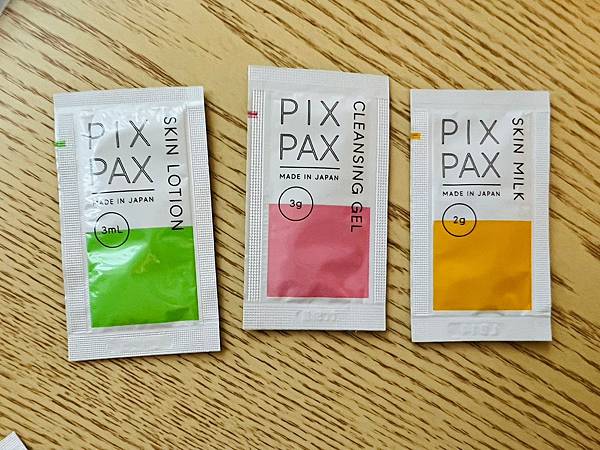 PIX
PAX
MADE IN JAPAN
3mL
SKIN LOTION
PIX
PAX
MADE IN JAPAN
3g
CLEANSING GEL
PIX
PAX
MADE IN JAPAN
2g
SKIN MILK